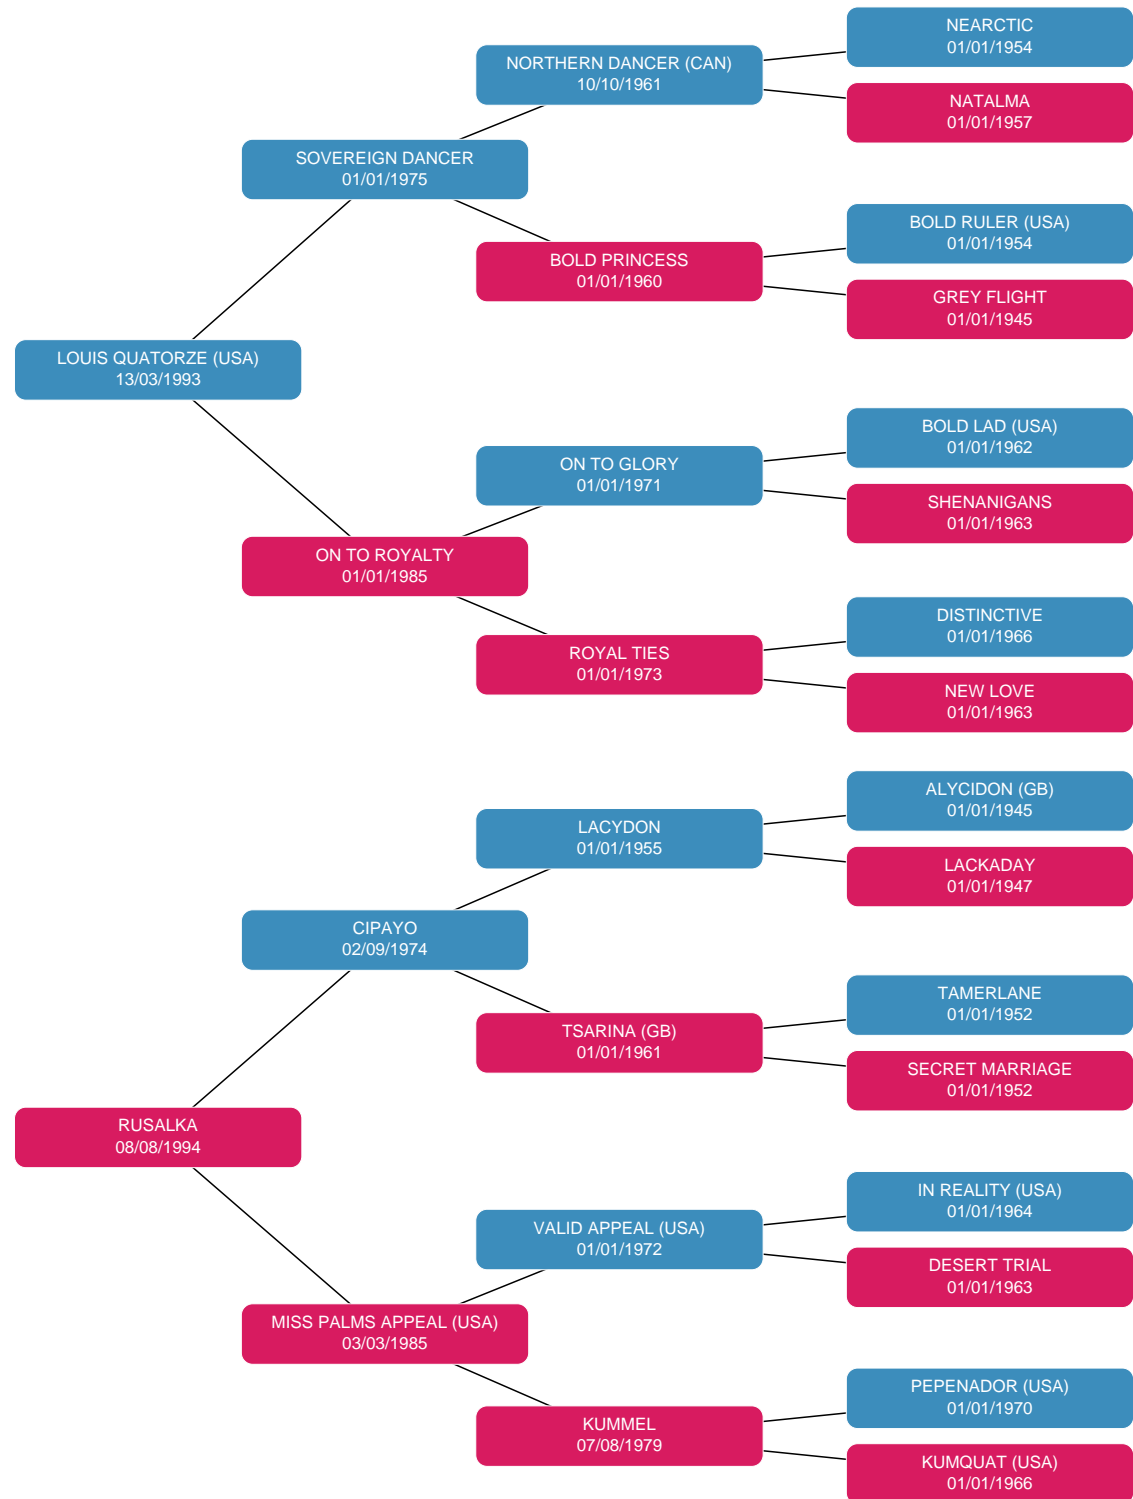 NEARCTIC
01/01/1954
NORTHERN DANCER (CAN)
10/10/1961
NATALMA
01/01/1957
SOVEREIGN DANCER
01/01/1975
BOLD RULER (USA)
01/01/1954
BOLD PRINCESS
01/01/1960
GREY FLIGHT
01/01/1945
LOUIS QUATORZE (USA)
13/03/1993
BOLD LAD (USA)
01/01/1962
ON TO GLORY
01/01/1971
SHENANIGANS
01/01/1963
ON TO ROYALTY
01/01/1985
DISTINCTIVE
01/01/1966
ROYAL TIES
01/01/1973
NEW LOVE
01/01/1963
ALYCIDON (GB)
01/01/1945
LACYDON
01/01/1955
LACKADAY
01/01/1947
CIPAYO
02/09/1974
TAMERLANE
01/01/1952
TSARINA (GB)
01/01/1961
SECRET MARRIAGE
01/01/1952
RUSALKA
08/08/1994
IN REALITY (USA)
01/01/1964
VALID APPEAL (USA)
01/01/1972
DESERT TRIAL
01/01/1963
MISS PALMS APPEAL (USA)
03/03/1985
PEPENADOR (USA)
01/01/1970
KUMMEL
07/08/1979
KUMQUAT (USA)
01/01/1966